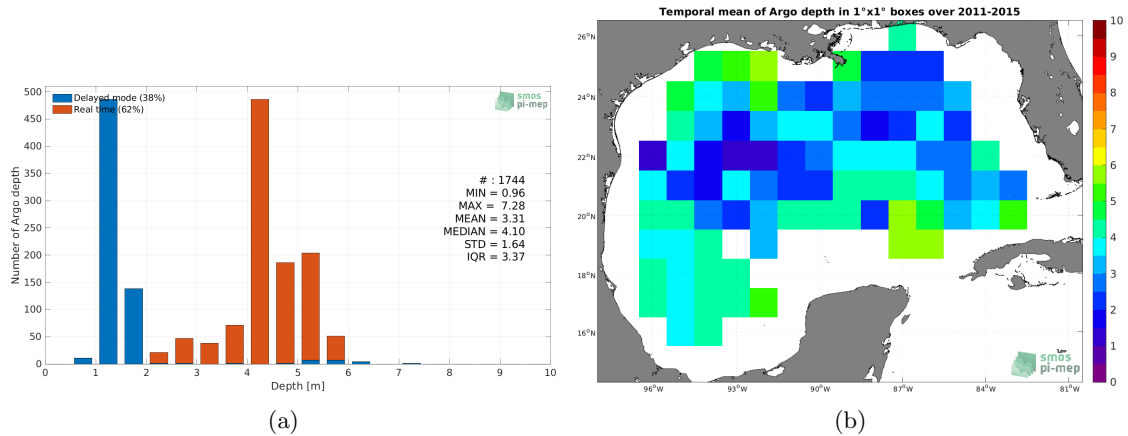 Delayed mode (38%)
Real time (62%)
smos
pi-mep
# : 1744
MIN = 0.96
MAX = 7.28
MEAN = 3.31
MEDIAN = 4.10
STD = 1.64
IQR = 3.37
Number of Argo depth
500
450
400
350
300
250
200
150
100
50
0
0 1 2 3 4 5 6 7 8 9 10
Depth [m]
(a)
Temporal mean of Argo depth in 1°x1° boxes over 2011-2015
26°N
24°N
22°N
20°N
18°N
16°N
96°W 93°W 90°W 87°W 84°W 81°W
smos
pi-mep
10
9
8
7
6
5
4
3
2
1
0
(b)